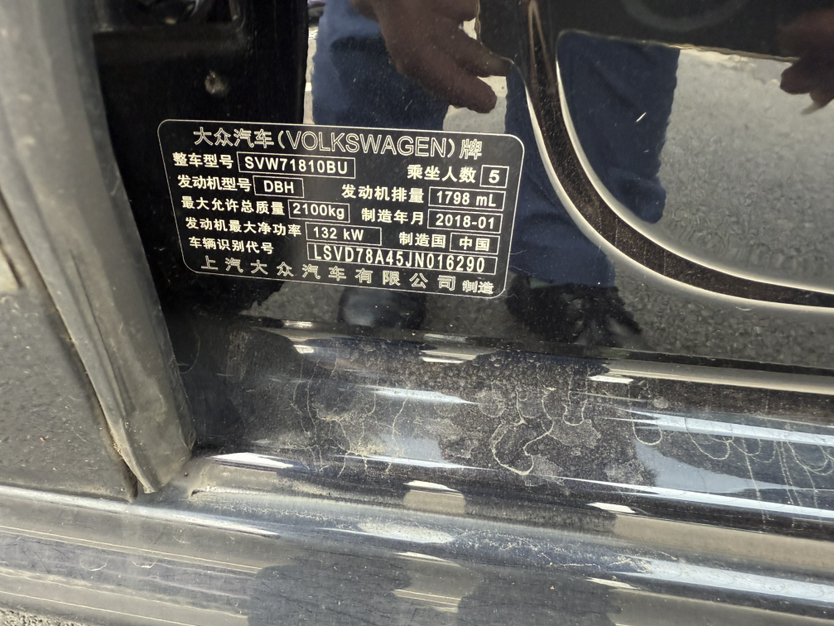 大众汽车(VOLKSWAGEN)牌
整车型号 SVW71810BU 乘坐人数 5
发动机型号 DBH 发动机排量 1798 mL
最大允许总质量 2100kg 制造年月 2018-01
发动机最大净功率 132 kW 制造国 中国
车辆识别代号 LSVD78A45JN016290
上汽大众汽车有限公司 制造